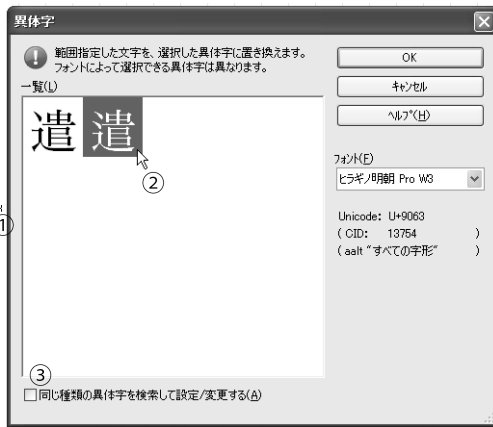 異体字
範囲指定した文字を、選択した異体字に置き換えます。
フォントによって選択できる異体字は異なります。
一覧(L)
遣 遣
②
①
③
同じ種類の異体字を検索して設定/変更する(A)
OK
キャンセル
ヘルプ(H)
フォント(F)
ヒラギノ明朝 Pro W3
Unicode: U+9063
( CID: 13754 )
( aalt “すべての字形” )